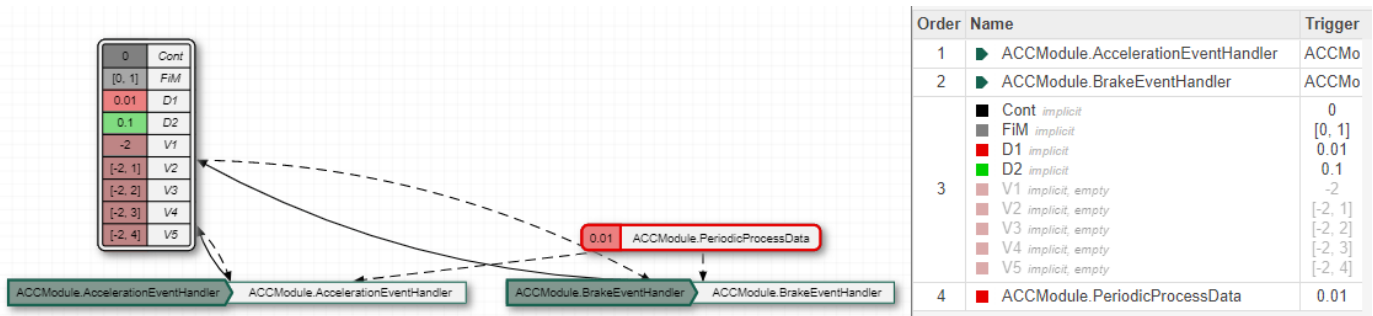 0 Cont
[0, 1] FiM
0.01 D1
0.1 D2
-2 V1
[-2, 1] V2
[-2, 2] V3
[-2, 3] V4
[-2, 4] V5
0.01 ACCModule.PeriodicProcessData
ACCModule.AccelerationEventHandler ACCModule.AccelerationEventHandler ACCModule.BrakeEventHandler ACCModule.BrakeEventHandler
Order Name Trigger
1 ACCModule.AccelerationEventHandler ACCMo
2 ACCModule.BrakeEventHandler ACCMo
3
Cont implicit 0
FiM implicit [0, 1]
D1 implicit 0.01
D2 implicit 0.1
V1 implicit, empty -2
V2 implicit, empty [-2, 1]
V3 implicit, empty [-2, 2]
V4 implicit, empty [-2, 3]
V5 implicit, empty [-2, 4]
4 ACCModule.PeriodicProcessData 0.01